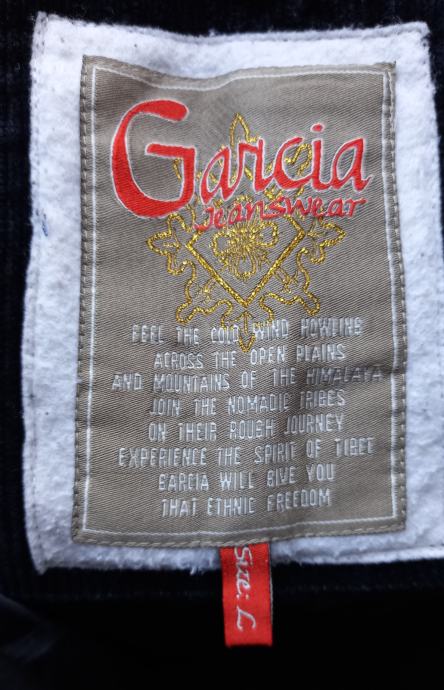 Garcia
Jeanswear
FEEL THE COLD WIND HOWLING
ACROSS THE OPEN PLAINS
AND MOUNTAINS OF THE HIMALAYA
JOIN THE NOMADIC TRIBES
ON THEIR ROUGH JOURNEY
EXPERIENCE THE SPIRIT OF TIBET
GARCIA WILL GIVE YOU
THAT ETHNIC FREEDOM
Size: L